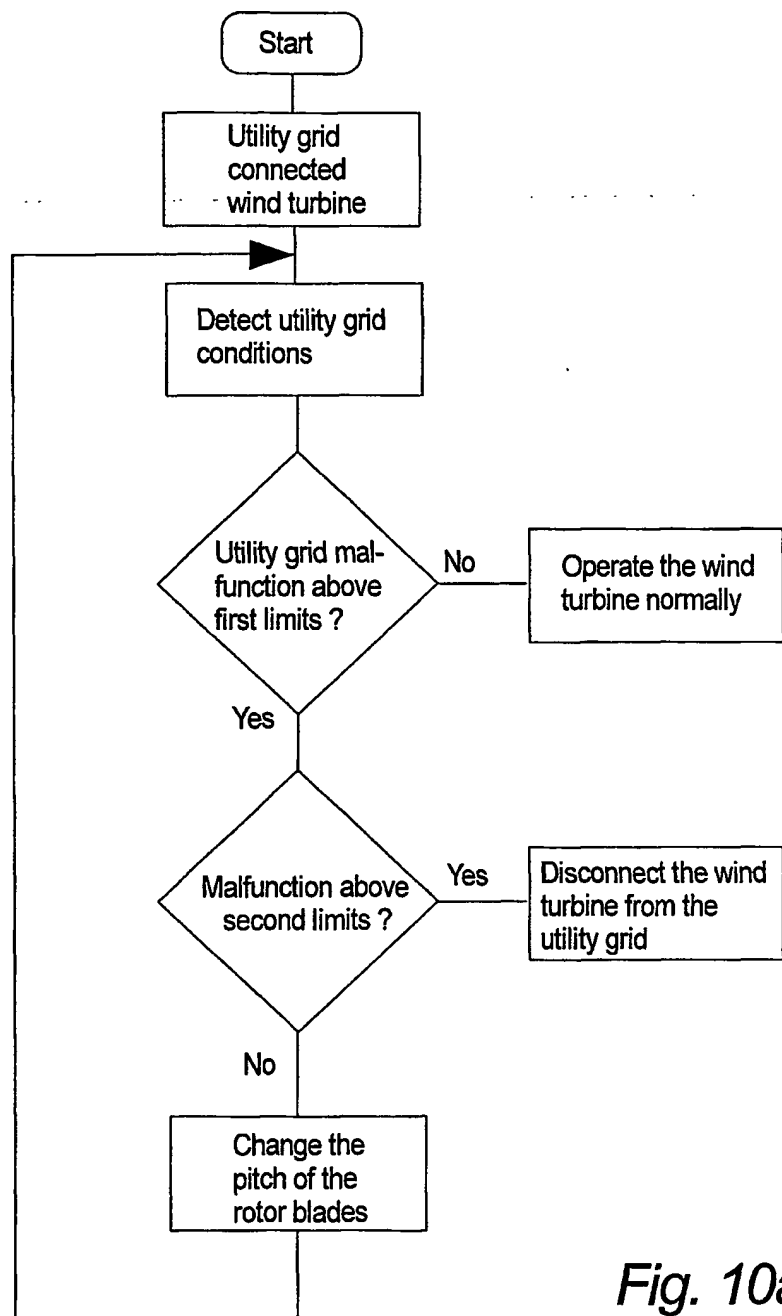 Start
Utility grid
connected
wind turbine
Detect utility grid
conditions
Utility grid mal-
function above
first limits ?
No
Operate the wind
turbine normally
Yes
Malfunction above
second limits ?
Yes
Disconnect the wind
turbine from the
utility grid
No
Change the
pitch of the
rotor blades
Fig. 10a